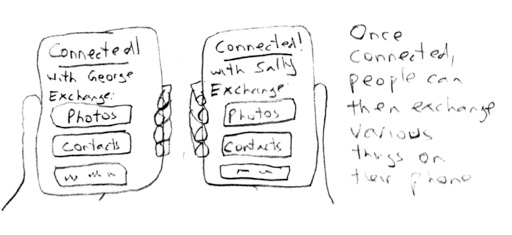 Connected!
with George
Exchange:
Photos
Contacts
Connected!
with Sally
Exchange:
Photos
Contacts
Once
connected,
people can
then exchange
various
things on
their phone